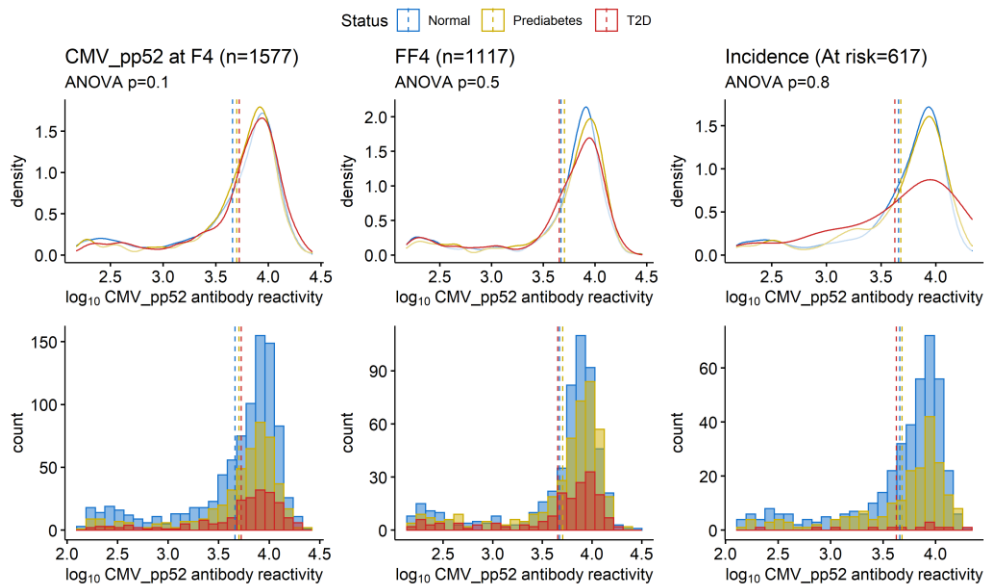 Status Normal Prediabetes T2D
CMV_pp52 at F4 (n=1577)
ANOVA p=0.1
density
1.5
1.0
0.5
0.0
2.5 3.0 3.5 4.0 4.5
log₁₀ CMV_pp52 antibody reactivity
FF4 (n=1117)
ANOVA p=0.5
density
2.0
1.5
1.0
0.5
0.0
2.5 3.0 3.5 4.0 4.5
log₁₀ CMV_pp52 antibody reactivity
Incidence (At risk=617)
ANOVA p=0.8
density
1.5
1.0
0.5
0.0
2.5 3.0 3.5 4.0
log₁₀ CMV_pp52 antibody reactivity
count
150
100
50
0
2.0 2.5 3.0 3.5 4.0 4.5
log₁₀ CMV_pp52 antibody reactivity
count
90
60
30
0
2.5 3.0 3.5 4.0 4.5
log₁₀ CMV_pp52 antibody reactivity
count
60
40
20
0
2.0 2.5 3.0 3.5 4.0
log₁₀ CMV_pp52 antibody reactivity